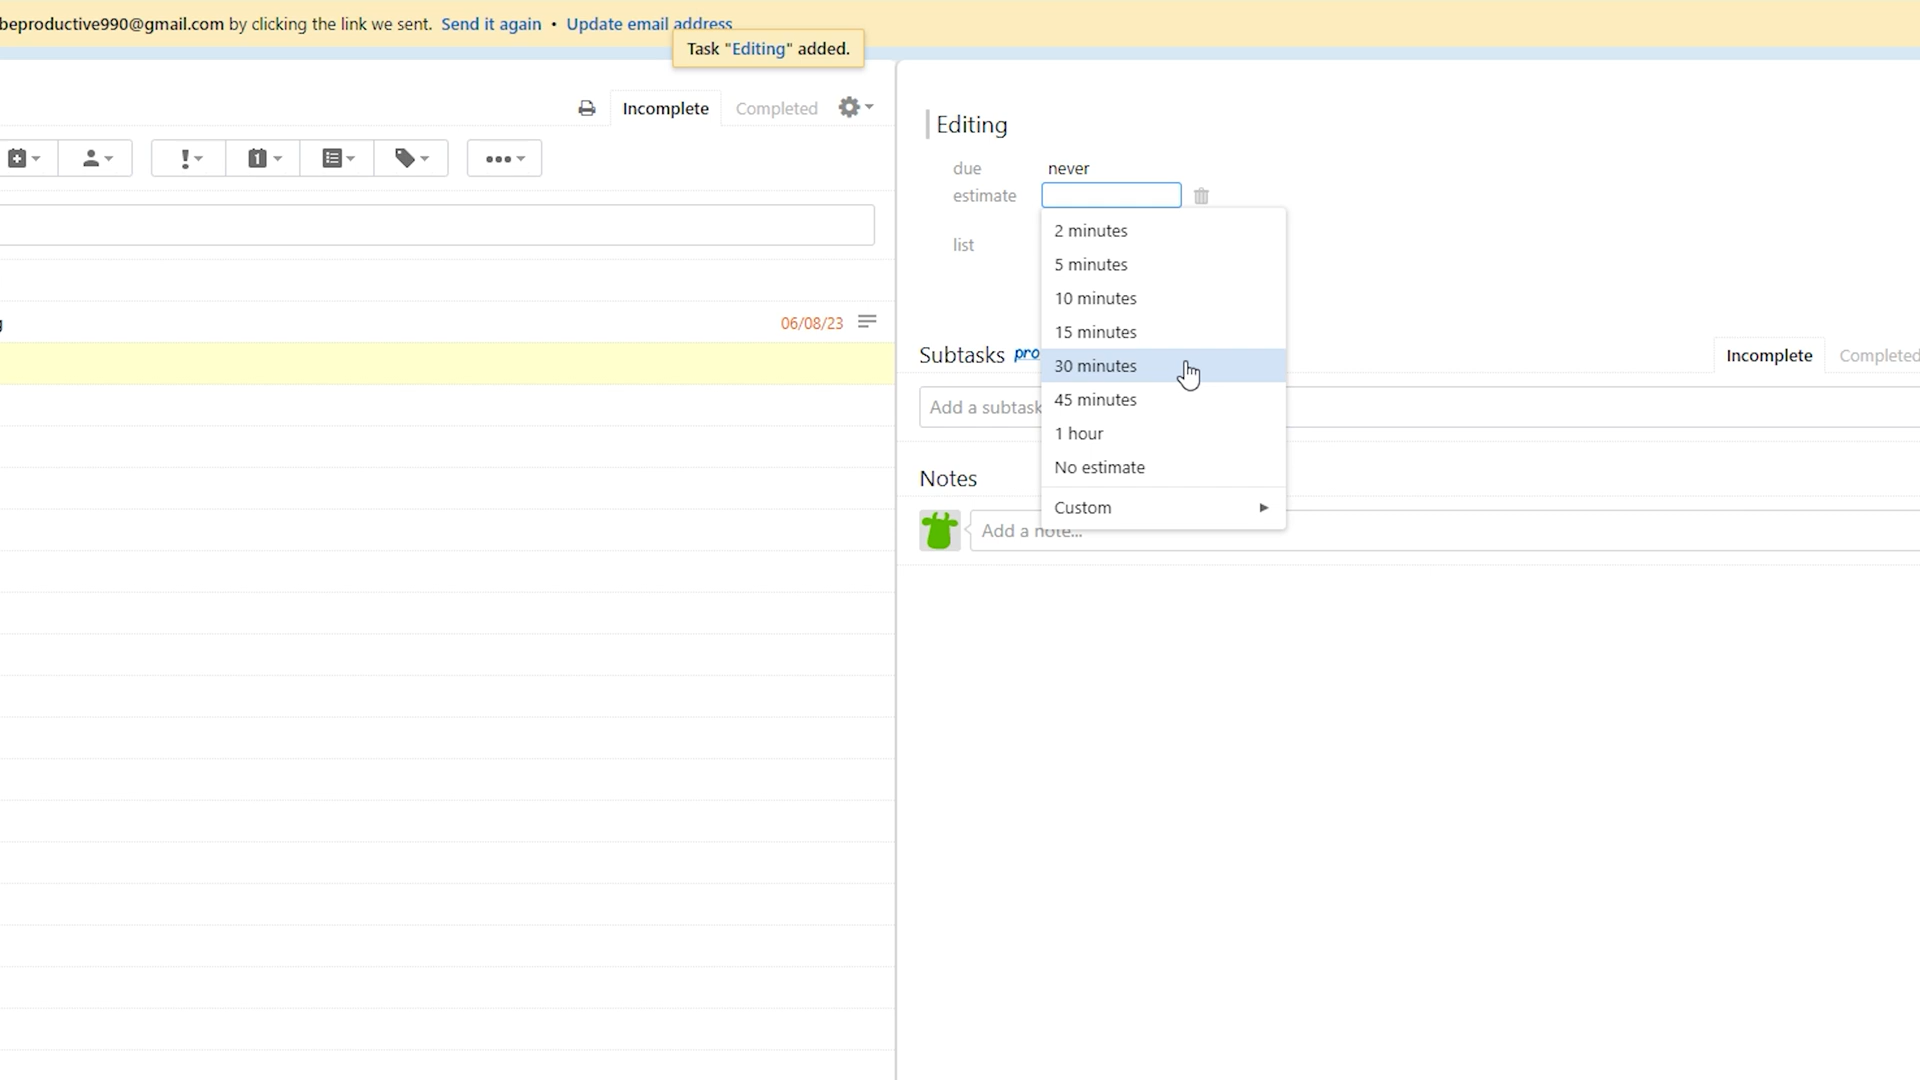 beproductive990@gmail.com by clicking the link we sent. Send it again • Update email address
Task "Editing" added.
Incomplete
Completed
06/08/23
Editing
due never
estimate
2 minutes
5 minutes
10 minutes
15 minutes
30 minutes
45 minutes
1 hour
No estimate
Custom
list
Subtasks pro
Incomplete
Completed
Add a subtask
Notes
Add a note...